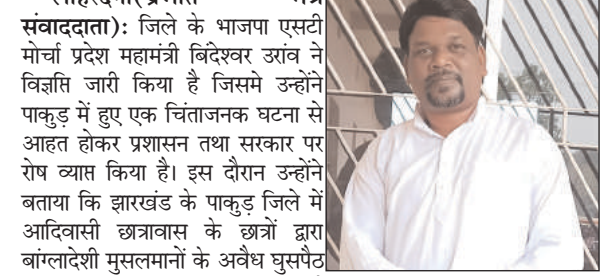 संवाददाता): जिले के भाजपा एसटी
मोर्चा प्रदेश महामंत्री बिंदेश्वर उरांव ने
विज्ञप्ति जारी किया है जिसमे उन्होंने
पाकुड़ में हुए एक चिंताजनक घटना से
आहत होकर प्रशासन तथा सरकार पर
रोष व्याप्त किया है। इस दौरान उन्होंने
बताया कि झारखंड के पाकुड़ जिले में
आदिवासी छात्रावास के छात्रों द्वारा
बांग्लादेशी मुसलमानों के अवैध घुसपैठ